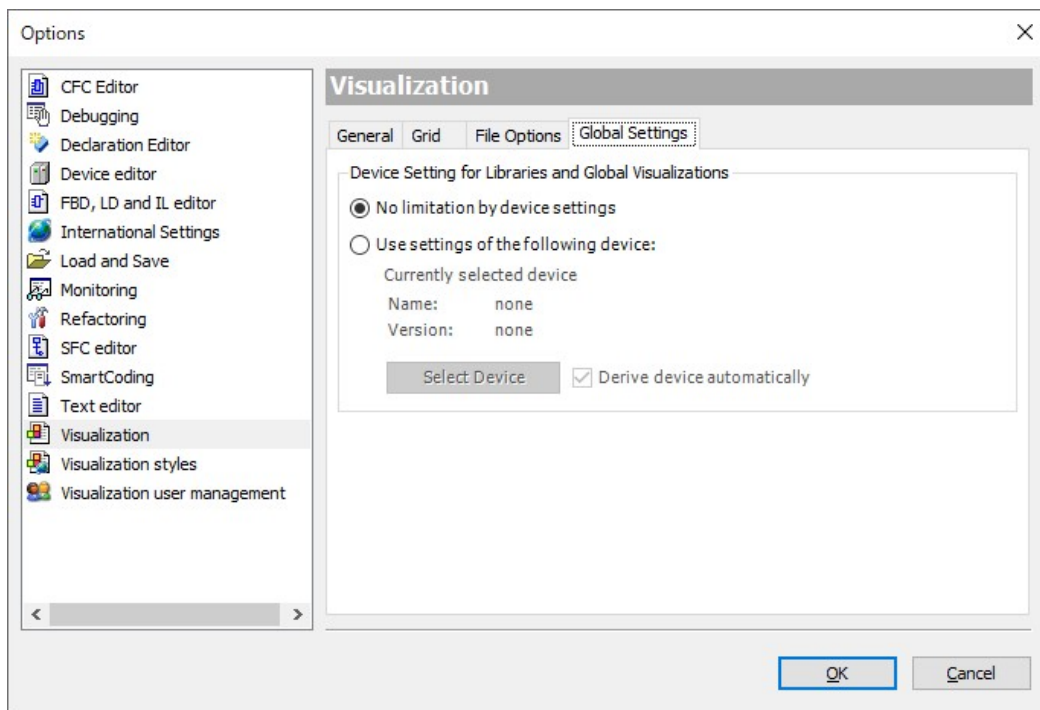 Options
CFC Editor
Debugging
Declaration Editor
Device editor
FBD, LD and IL editor
International Settings
Load and Save
Monitoring
Refactoring
SFC editor
SmartCoding
Text editor
Visualization
Visualization styles
Visualization user management
Visualization
General Grid File Options Global Settings
Device Setting for Libraries and Global Visualizations
No limitation by device settings
Use settings of the following device:
Currently selected device
Name: none
Version: none
Select Device Derive device automatically
OK Cancel